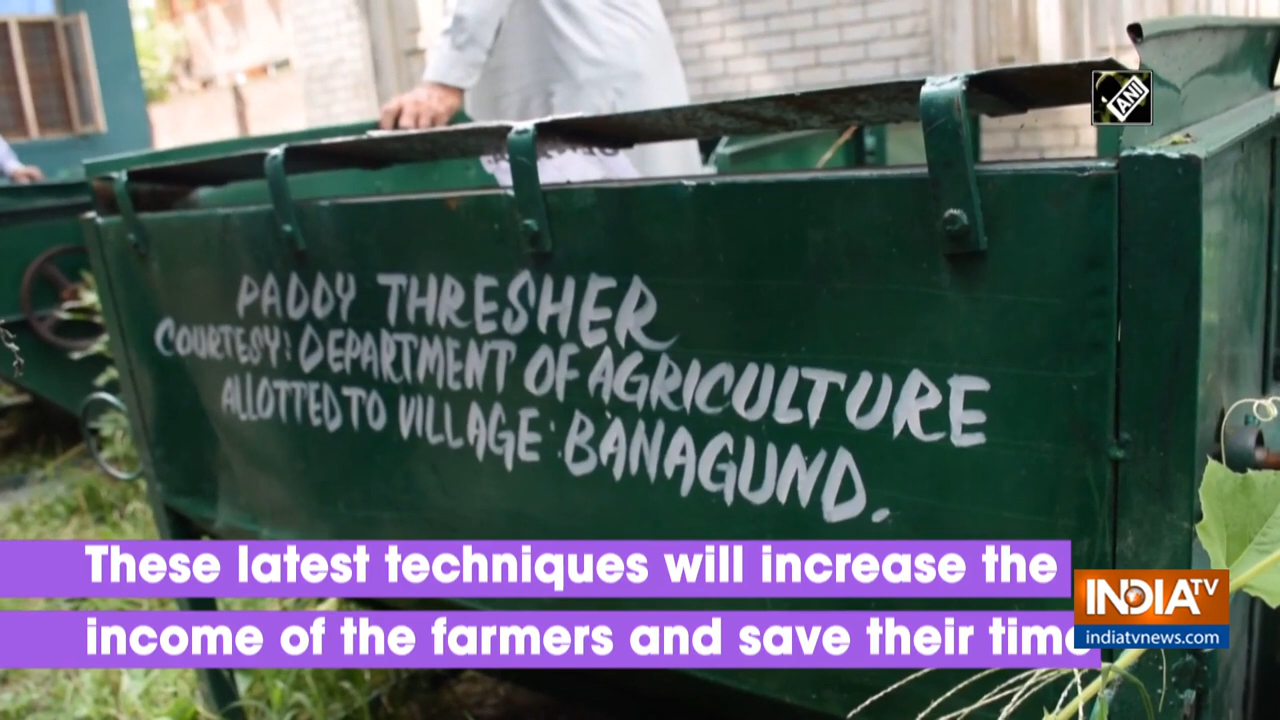 ANI
PADDY THRESHER
COURTESY: DEPARTMENT OF AGRICULTURE
ALLOTTED TO VILLAGE: BANAGUND.
These latest techniques will increase the
income of the farmers and save their time
INDIA TV
indiatvnews.com